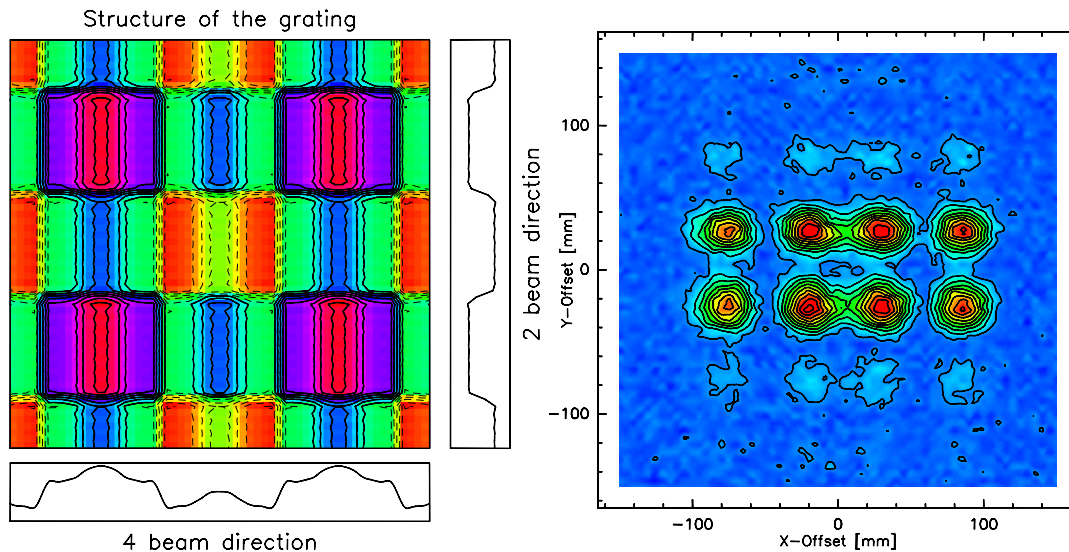 Structure of the grating
2 beam direction
4 beam direction
100
0
−100
Y−Offset [mm]
−100
0
100
X−Offset [mm]